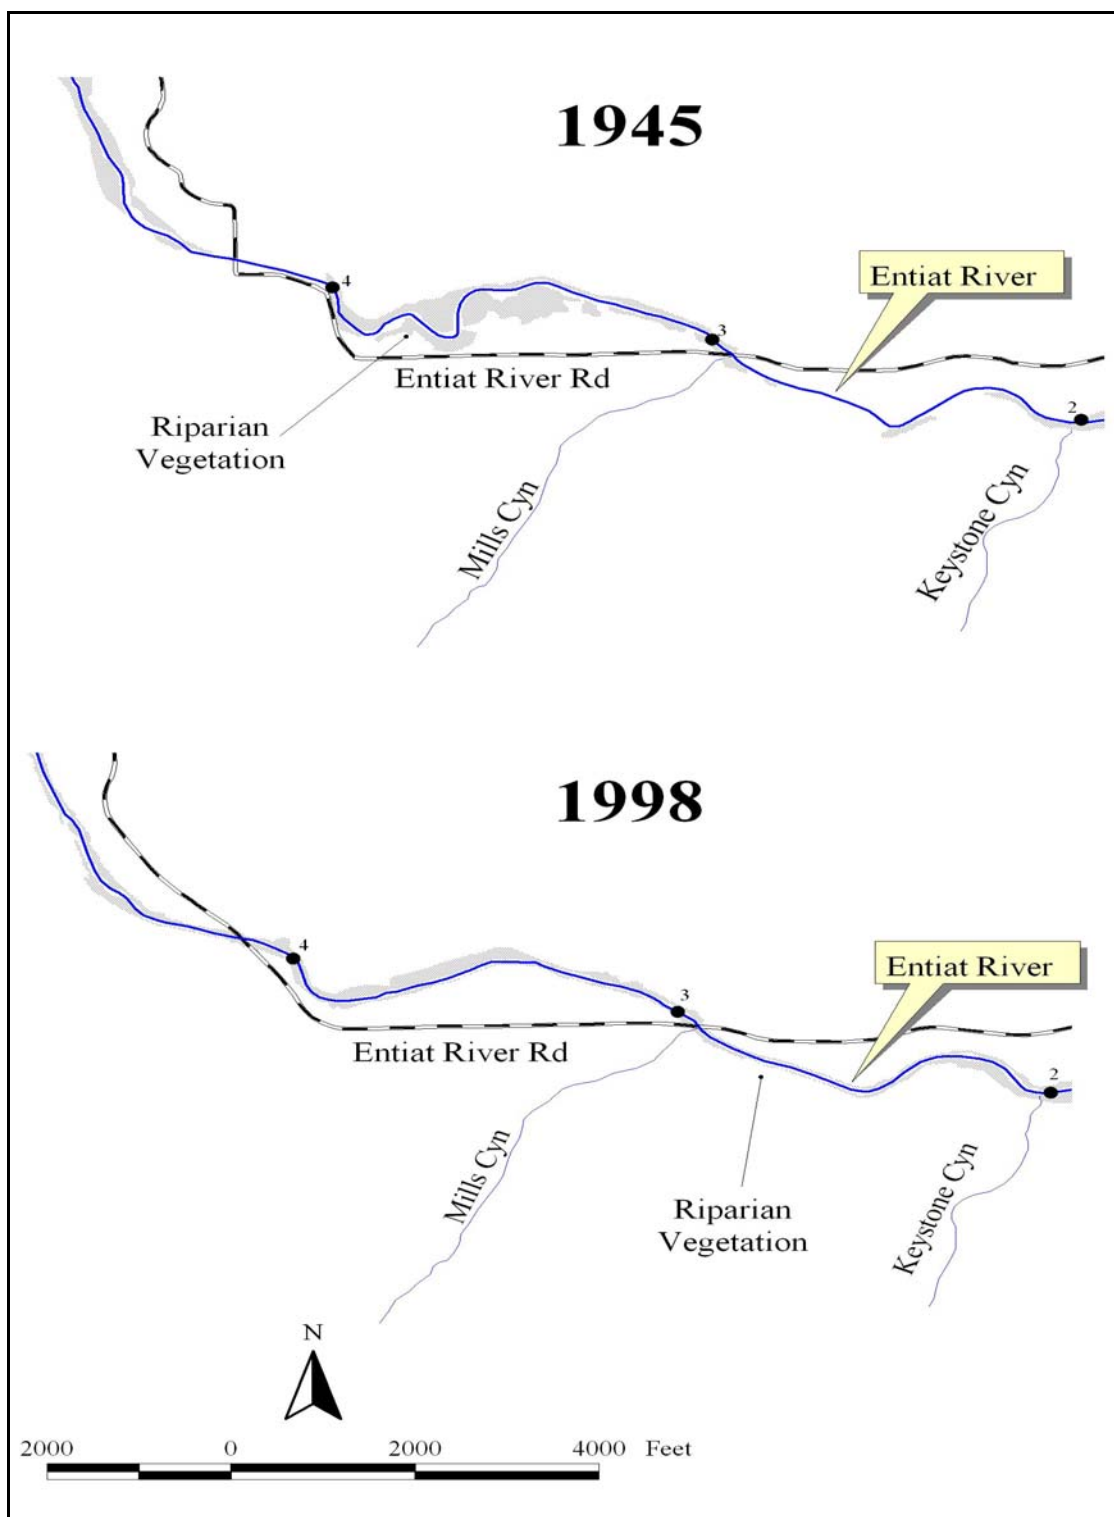 1945
Entiat River
4
3
2
Entiat River Rd
Riparian
Vegetation
Mills Cyn
Keystone Cyn
1998
4
Entiat River
3
2
Entiat River Rd
Mills Cyn
Riparian
Vegetation
Keystone Cyn
N
2000 0 2000 4000 Feet